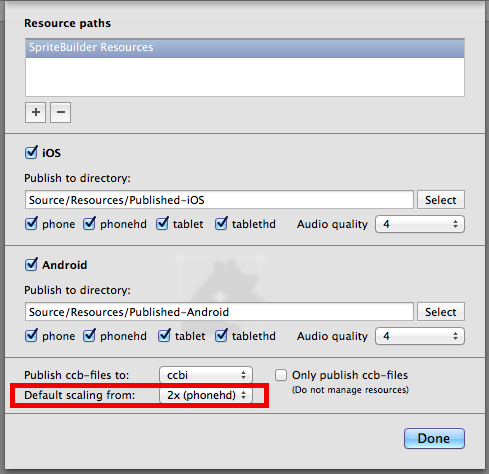 Resource paths
SpriteBuilder Resources
+ −
iOS
Publish to directory:
Source/Resources/Published-iOS Select
phone phonehd tablet tablethd Audio quality 4
Android
Publish to directory:
Source/Resources/Published-Android Select
phone phonehd tablet tablethd Audio quality 4
Publish ccb-files to: ccbi Only publish ccb-files
(Do not manage resources)
Default scaling from: 2x (phonehd)
Done